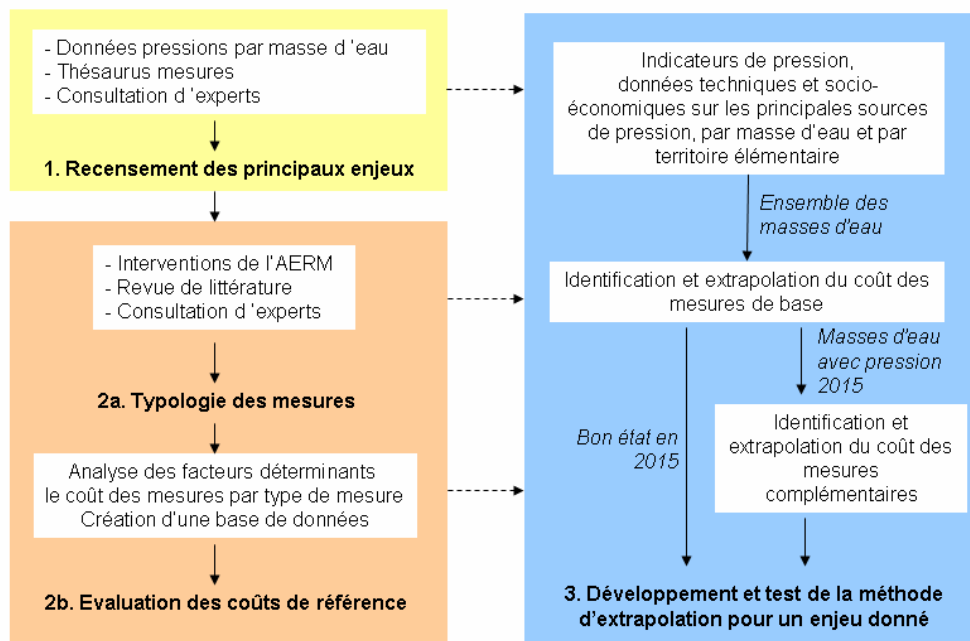 - Données pressions par masse d 'eau
- Thésaurus mesures
- Consultation d 'experts
1. Recensement des principaux enjeux
- Interventions de l'AERM
- Revue de littérature
- Consultation d 'experts
2a. Typologie des mesures
Analyse des facteurs déterminants
le coût des mesures par type de mesure
Création d'une base de données
2b. Evaluation des coûts de référence
Indicateurs de pression,
données techniques et socio-
économiques sur les principales sources
de pression, par masse d'eau et par
territoire élémentaire
Ensemble des
masses d'eau
Identification et extrapolation du coût des
mesures de base
Masses d'eau
avec pression
2015
Bon état en
2015
Identification et
extrapolation du coût des
mesures
complémentaires
3. Développement et test de la méthode
d'extrapolation pour un enjeu donné